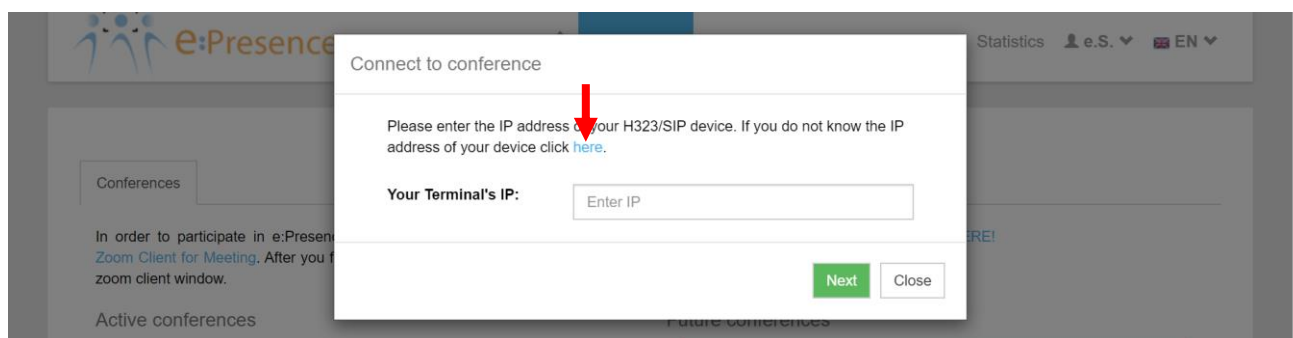 e:Presence
Statistics e.S. EN
Connect to conference
Please enter the IP address your H323/SIP device. If you do not know the IP
address of your device click here.
Conferences
Your Terminal's IP:
Enter IP
In order to participate in
ERE!
Zoom Client for Meeting. After you
zoom client window.
Next Close
Active conferences
Future conferences